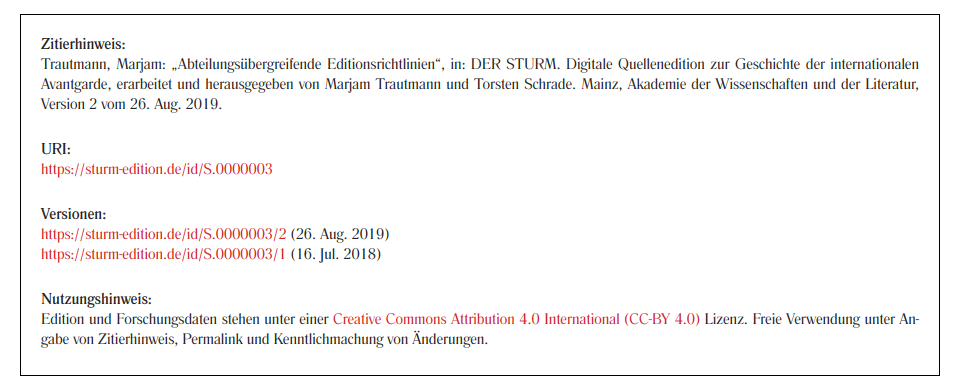 Zitierhinweis:
Trautmann, Marjam: „Abteilungsübergreifende Editionsrichtlinien“, in: DER STURM. Digitale Quellenedition zur Geschichte der internationalen
Avantgarde, erarbeitet und herausgegeben von Marjam Trautmann und Torsten Schrade. Mainz, Akademie der Wissenschaften und der Literatur,
Version 2 vom 26. Aug. 2019.
URI:
https://sturm-edition.de/id/S.0000003
Versionen:
https://sturm-edition.de/id/S.0000003/2 (26. Aug. 2019)
https://sturm-edition.de/id/S.0000003/1 (16. Jul. 2018)
Nutzungshinweis:
Edition und Forschungsdaten stehen unter einer Creative Commons Attribution 4.0 International (CC-BY 4.0) Lizenz. Freie Verwendung unter An-
gabe von Zitierhinweis, Permalink und Kenntlichmachung von Änderungen.